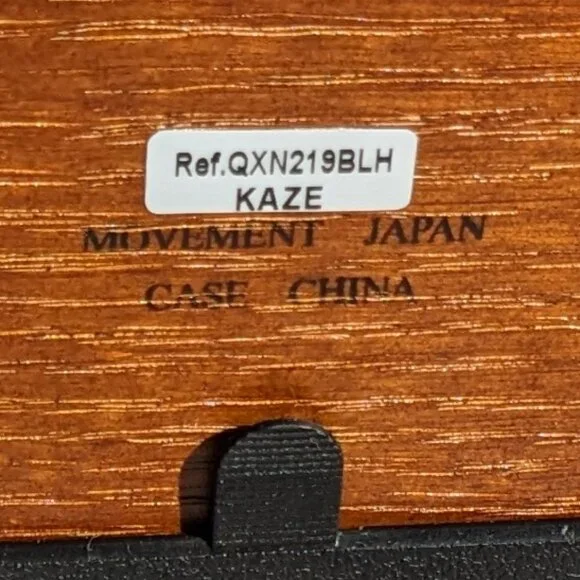 Ref.QXN219BLH
KAZE
MOVEMENT JAPAN
CASE CHINA